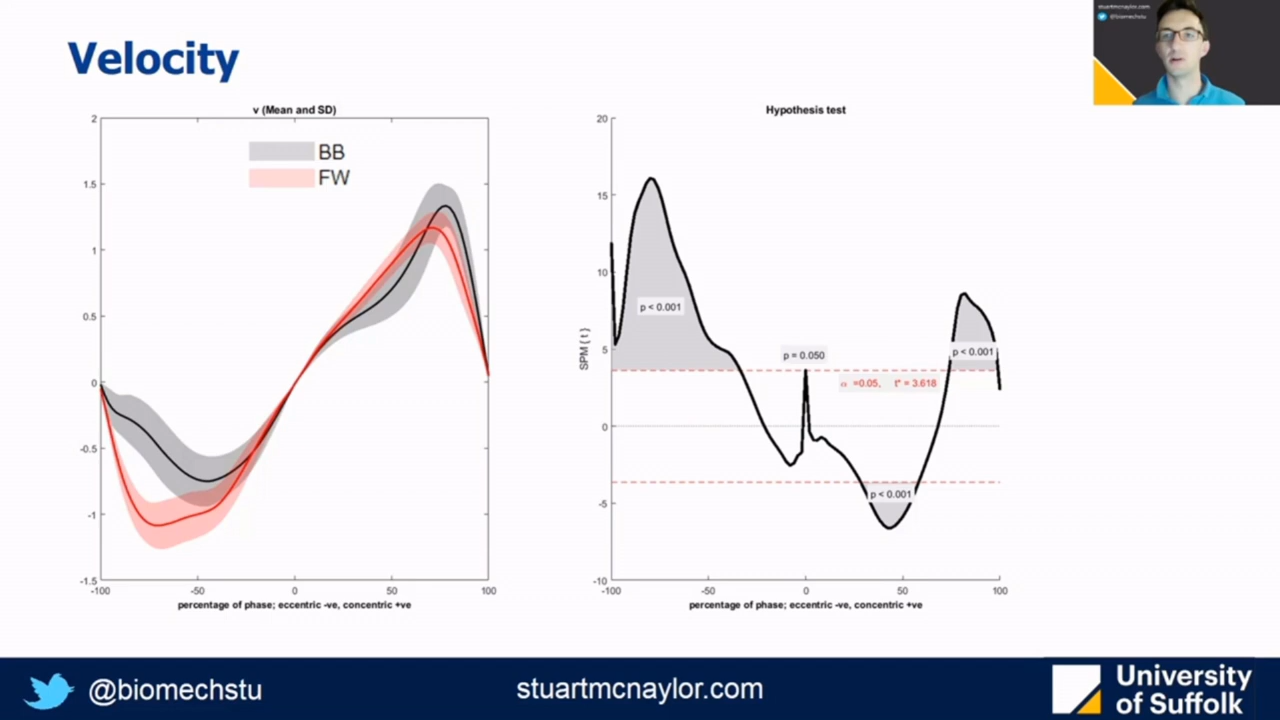 Velocity
stuartmcnaylor.com
@biomechstu
v (Mean and SD)
BB
FW
2
1.5
1
0.5
0
-0.5
-1
-1.5
-100
-50
0
50
100
percentage of phase; eccentric -ve, concentric +ve
Hypothesis test
SPM { t }
20
15
10
5
0
-5
-10
p < 0.001
p = 0.050
p < 0.001
α =0.05, t* = 3.618
p < 0.001
-100
-50
0
50
100
percentage of phase; eccentric -ve, concentric +ve
@biomechstu
stuartmcnaylor.com
University
of Suffolk